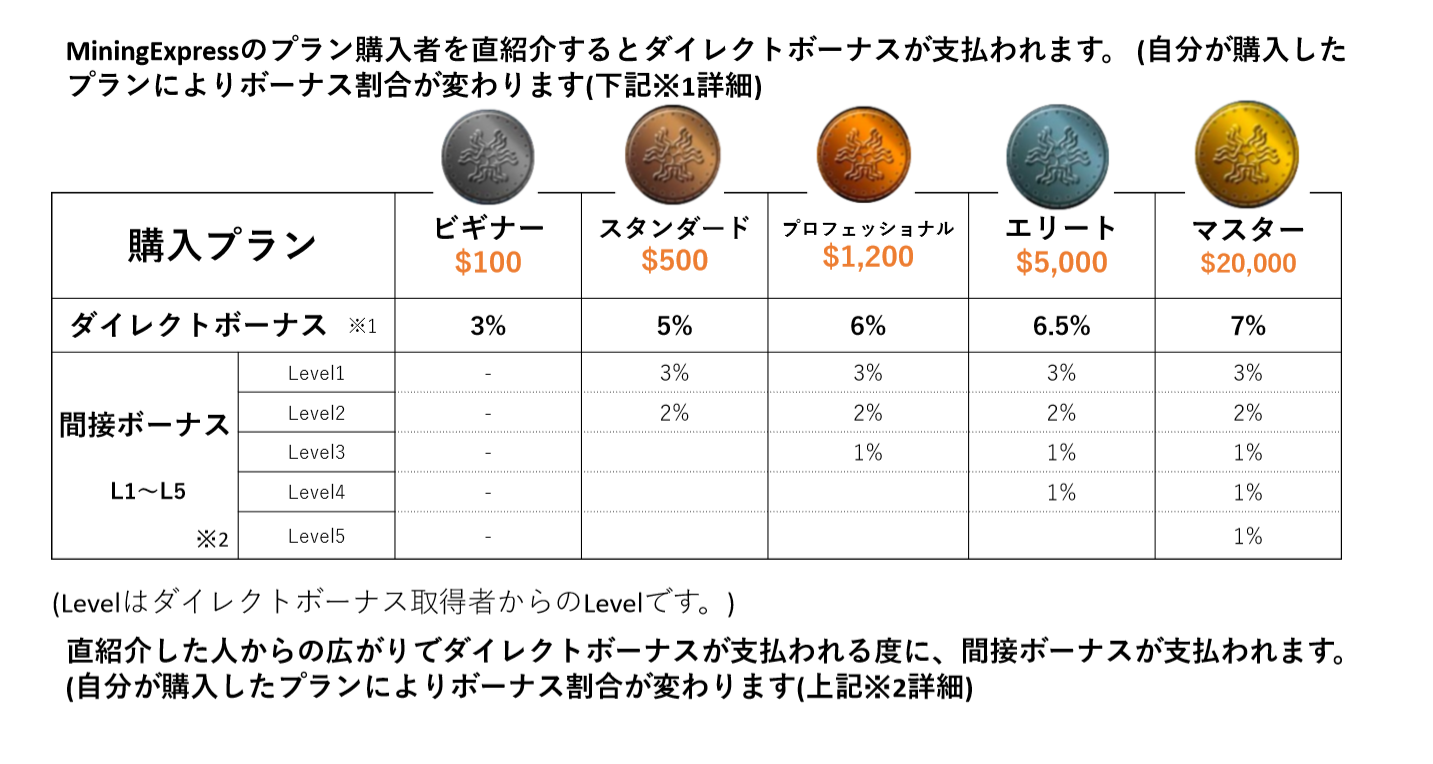 MiningExpressのプラン購入者を直紹介するとダイレクトボーナスが支払われます。 (自分が購入した
プランによりボーナス割合が変わります(下記※1詳細)
購入プラン ビギナー スタンダード プロフェッショナル エリート マスター
$100 $500 $1,200 $5,000 $20,000
ダイレクトボーナス ※1 3% 5% 6% 6.5% 7%
間接ボーナス
L1～L5
※2
Level1 - 3% 3% 3% 3%
Level2 - 2% 2% 2% 2%
Level3 - 1% 1% 1%
Level4 - 1% 1%
Level5 - 1%
(Levelはダイレクトボーナス取得者からのLevelです。)
直紹介した人からの広がりでダイレクトボーナスが支払われる度に、間接ボーナスが支払われます。
(自分が購入したプランによりボーナス割合が変わります(上記※2詳細)